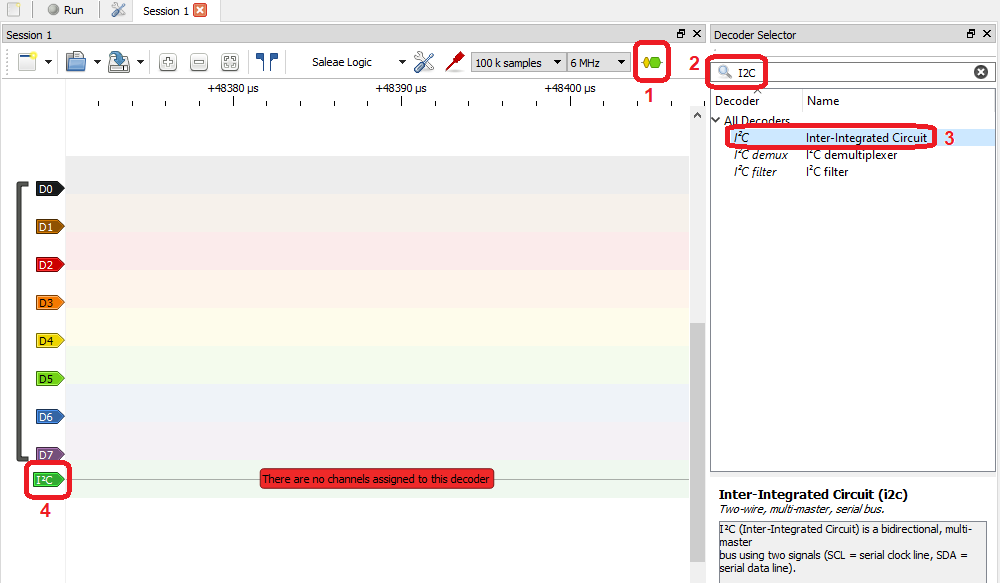 Run
Session 1
Session 1
Decoder Selector
Saleae Logic
100 k samples
6 MHz
1
2
I2C
+48380 µs
+48390 µs
+48400 µs
Decoder
Name
All Decoders
I²C
Inter-Integrated Circuit
3
I²C demux
I²C demultiplexer
I²C filter
I²C filter
D0
D1
D2
D3
D4
D5
D6
D7
I²C
There are no channels assigned to this decoder
4
Inter-Integrated Circuit (i2c)
Two-wire, multi-master, serial bus.
I²C (Inter-Integrated Circuit) is a bidirectional, multi-
master
bus using two signals (SCL = serial clock line, SDA =
serial data line).